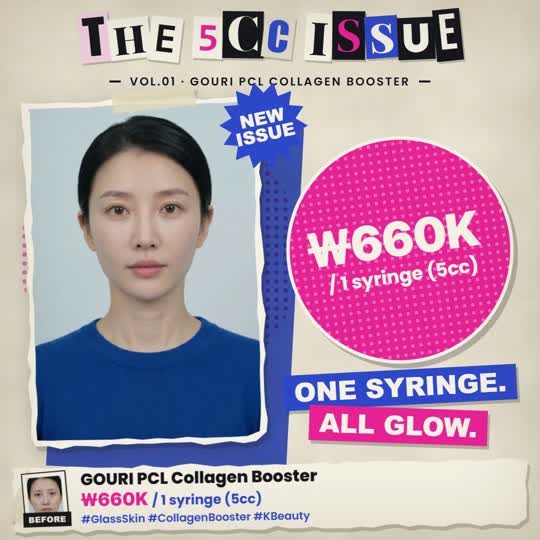 THE 5CC ISSUE
VOL.01 · GOURI PCL COLLAGEN BOOSTER
NEW
ISSUE
₩660K
/ 1 syringe (5cc)
ONE SYRINGE.
ALL GLOW.
BEFORE
GOURI PCL Collagen Booster
₩660K / 1 syringe (5cc)
#GlassSkin #CollagenBooster #KBeauty